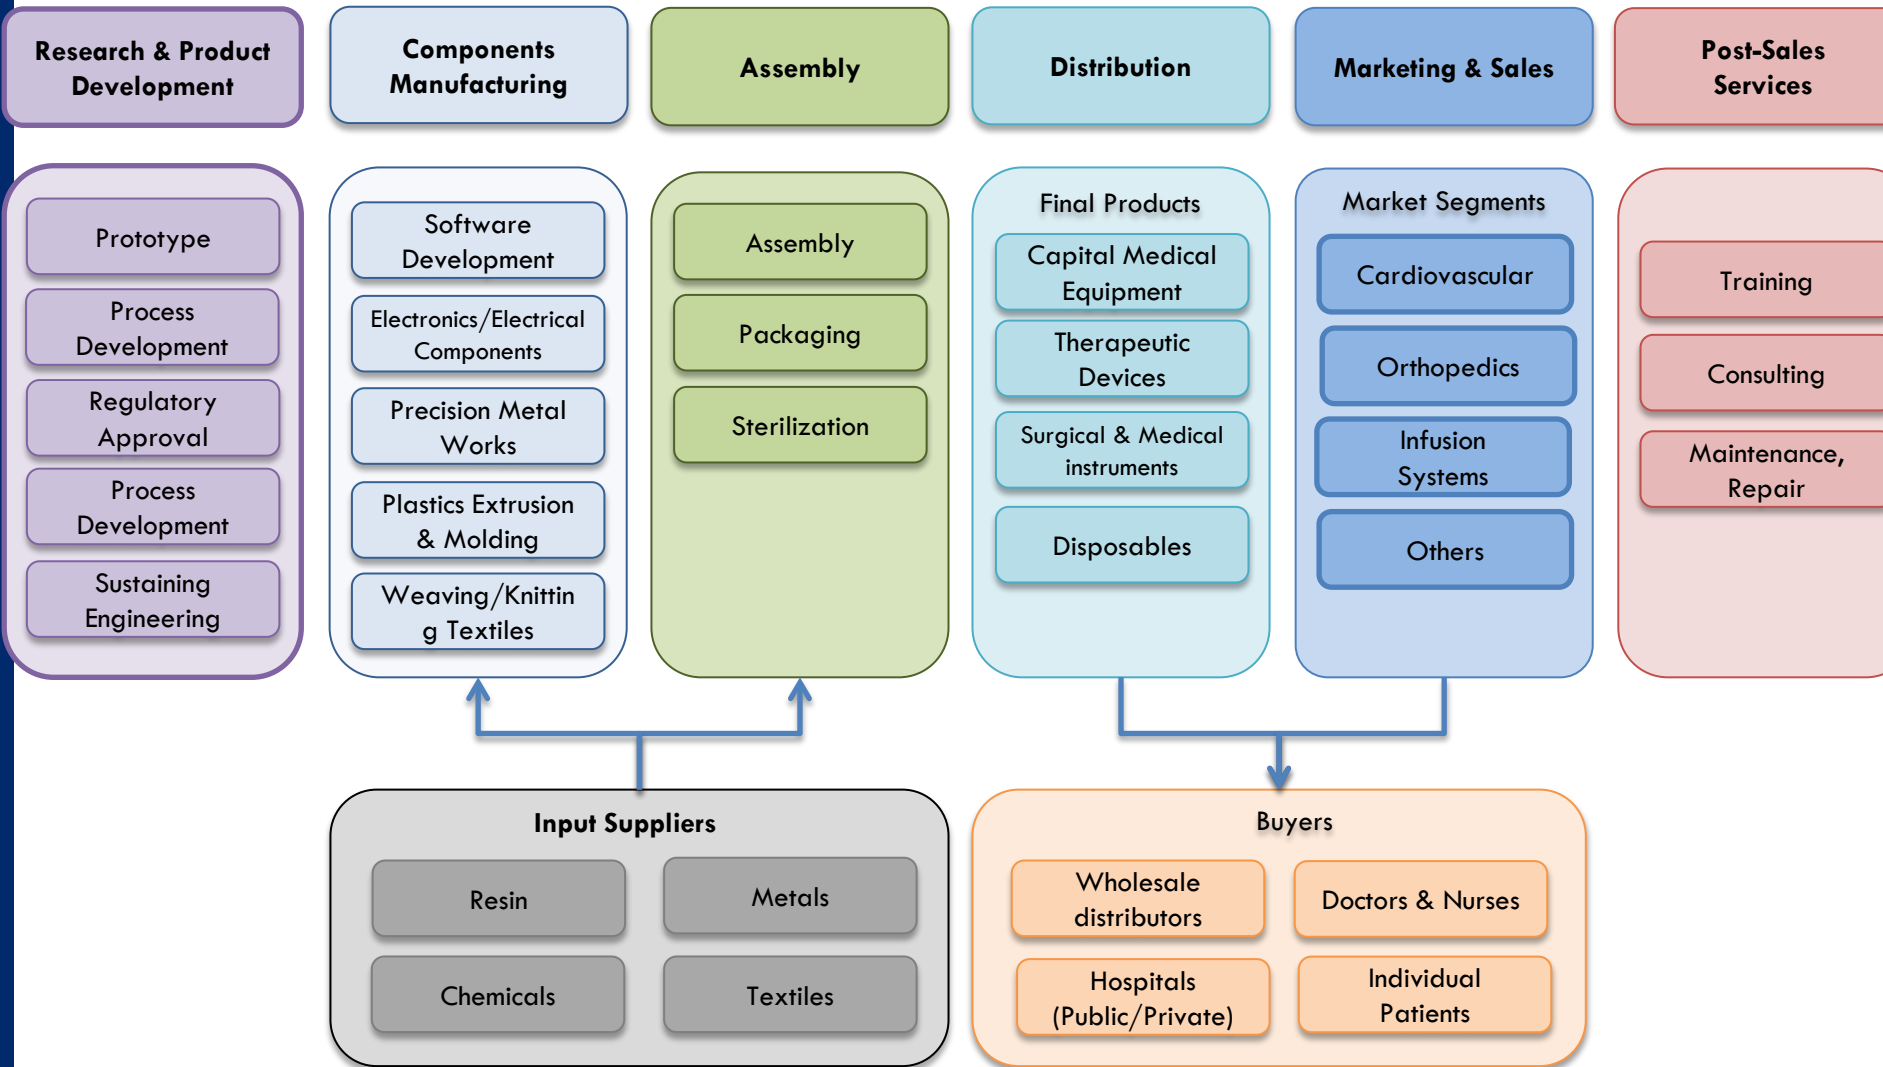 Research & Product
Development
Components
Manufacturing
Assembly
Distribution
Marketing & Sales
Post-Sales
Services
Prototype
Process
Development
Regulatory
Approval
Process
Development
Sustaining
Engineering
Software
Development
Electronics/Electrical
Components
Precision Metal
Works
Plastics Extrusion
& Molding
Weaving/Knittin
g Textiles
Assembly
Packaging
Sterilization
Final Products
Capital Medical
Equipment
Therapeutic
Devices
Surgical & Medical
instruments
Disposables
Market Segments
Cardiovascular
Orthopedics
Infusion
Systems
Others
Training
Consulting
Maintenance,
Repair
Input Suppliers
Resin
Metals
Chemicals
Textiles
Buyers
Wholesale
distributors
Doctors & Nurses
Hospitals
(Public/Private)
Individual
Patients